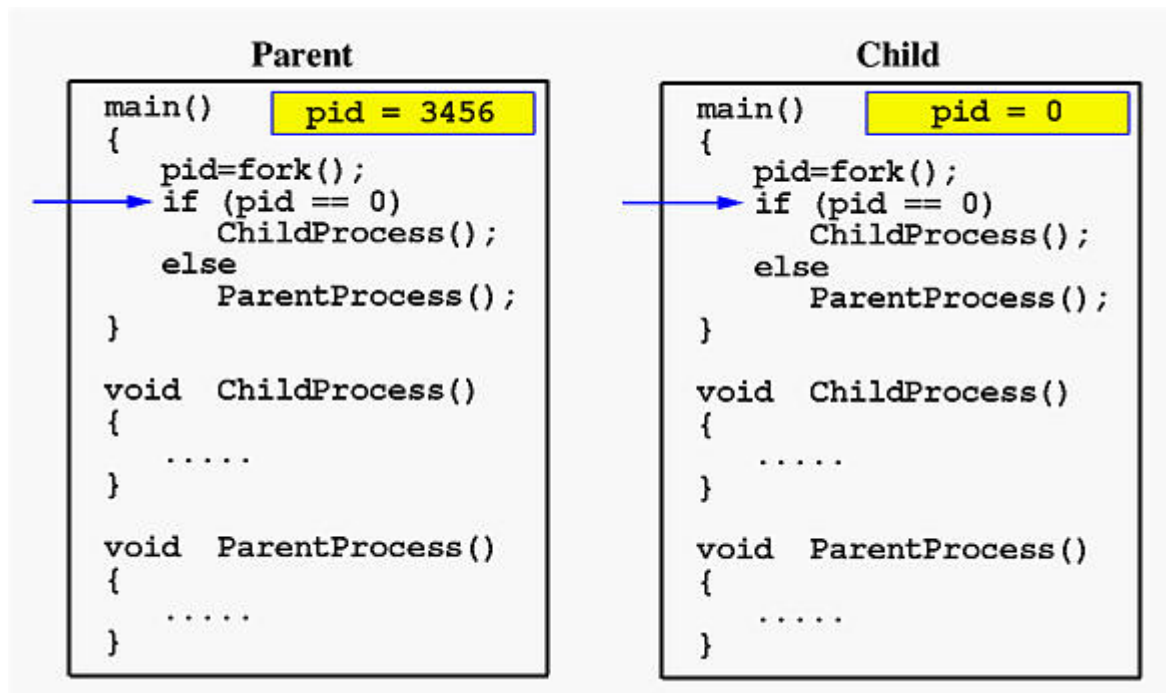 Parent
main()
pid = 3456
{
pid=fork();
if (pid == 0)
ChildProcess();
else
ParentProcess();
}
void ChildProcess()
{
.....
}
void ParentProcess()
{
.....
}
Child
main()
pid = 0
{
pid=fork();
if (pid == 0)
ChildProcess();
else
ParentProcess();
}
void ChildProcess()
{
.....
}
void ParentProcess()
{
.....
}